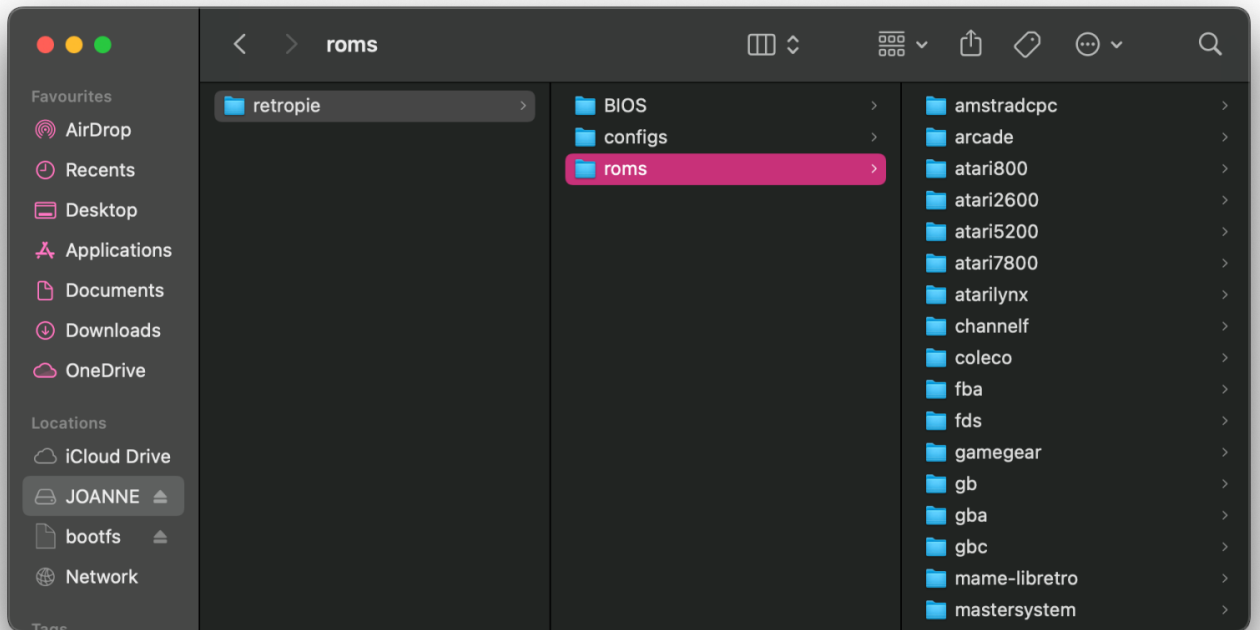 roms
Favourites
AirDrop
Recents
Desktop
Applications
Documents
Downloads
OneDrive
Locations
iCloud Drive
JOANNE
bootfs
Network
Tags
retropie
BIOS
configs
roms
amstradcpc
arcade
atari800
atari2600
atari5200
atari7800
atarilynx
channelf
coleco
fba
fds
gamegear
gb
gba
gbc
mame-libretro
mastersystem